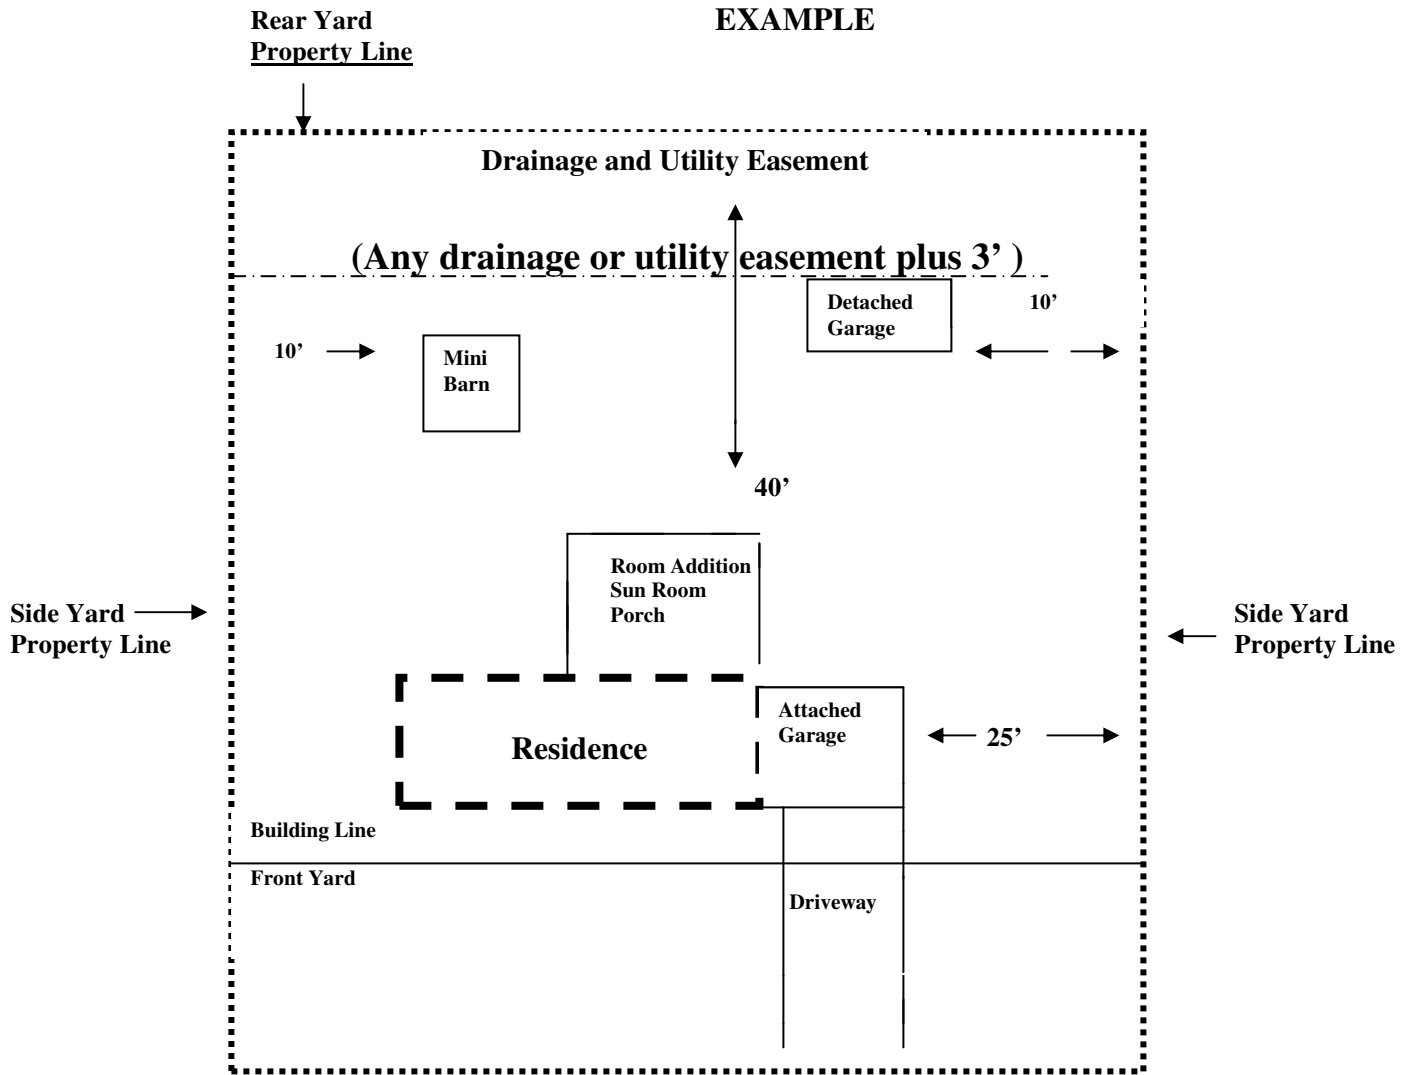 Rear Yard
Property Line
EXAMPLE
Drainage and Utility Easement
(Any drainage or utility easement plus 3’ )
Detached
Garage
10’
10’
Mini
Barn
40’
Room Addition
Sun Room
Porch
Side Yard
Property Line
Side Yard
Property Line
Attached
Garage
25’
Residence
Building Line
Front Yard
Driveway